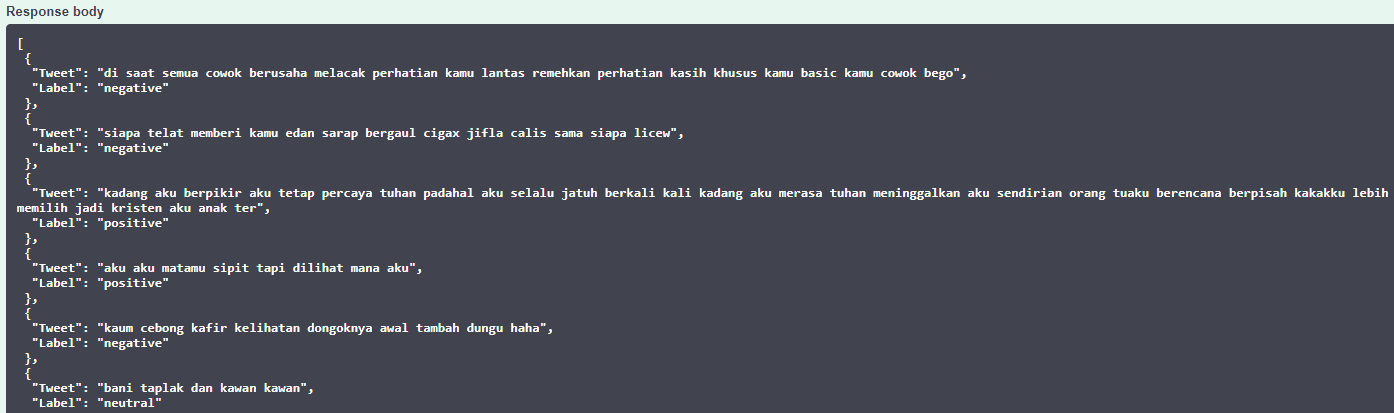 Response body
[
{
"Tweet": "di saat semua cowok berusaha melacak perhatian kamu lantas remehkan perhatian kasih khusus kamu basic kamu cowok bego",
"Label": "negative"
},
{
"Tweet": "siapa telat memberi kamu edan sarap bergaul cigax jifla calis sama siapa licew",
"Label": "negative"
},
{
"Tweet": "kadang aku berpikir aku tetap percaya tuhan padahal aku selalu jatuh berkali kali kadang aku merasa tuhan meninggalkan aku sendirian orang tuaku berencana berpisah kakakku lebih
memilih jadi kristen aku anak ter",
"Label": "positive"
},
{
"Tweet": "aku aku matamu sipit tapi dilihat mana aku",
"Label": "positive"
},
{
"Tweet": "kaum cebong kafir kelihatan dongoknya awal tambah dungu haha",
"Label": "negative"
},
{
"Tweet": "bani taplak dan kawan kawan",
"Label": "neutral"